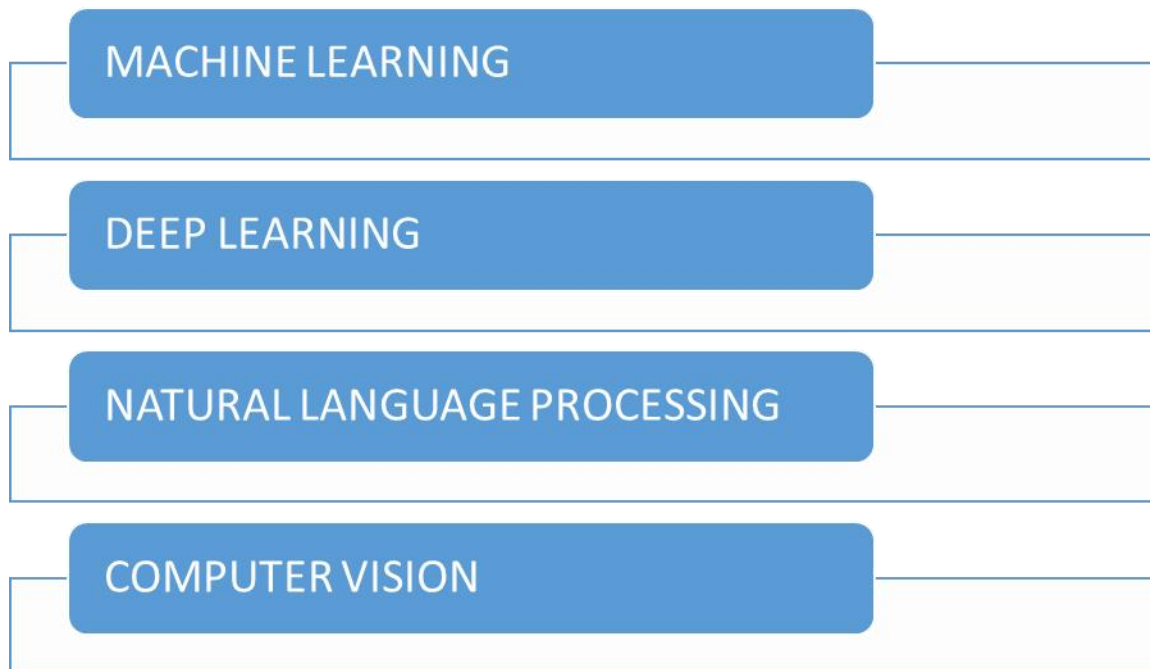 MACHINE LEARNING
DEEP LEARNING
NATURAL LANGUAGE PROCESSING
COMPUTER VISION